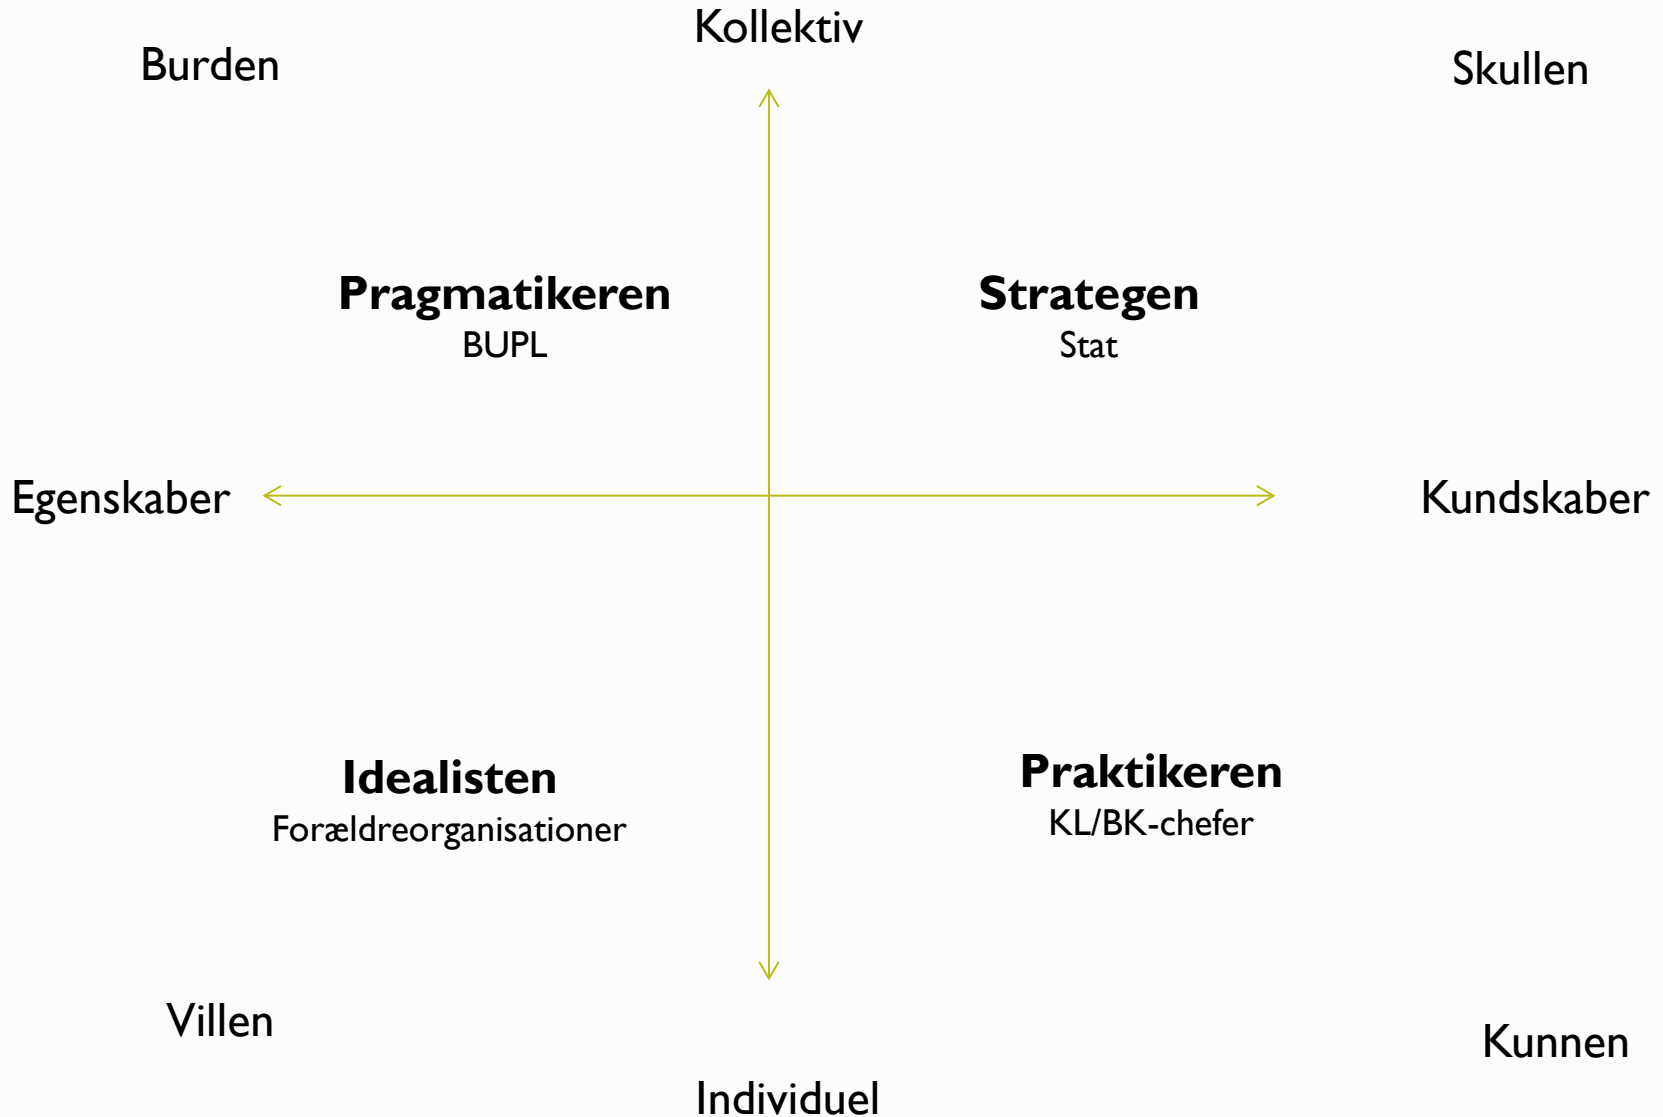 Kollektiv
Burden
Skullen
Pragmatikeren
BUPL
Strategen
Stat
Egenskaber
Kundskaber
Idealisten
Forældreorganisationer
Praktikeren
KL/BK-chefer
Villen
Kunnen
Individuel